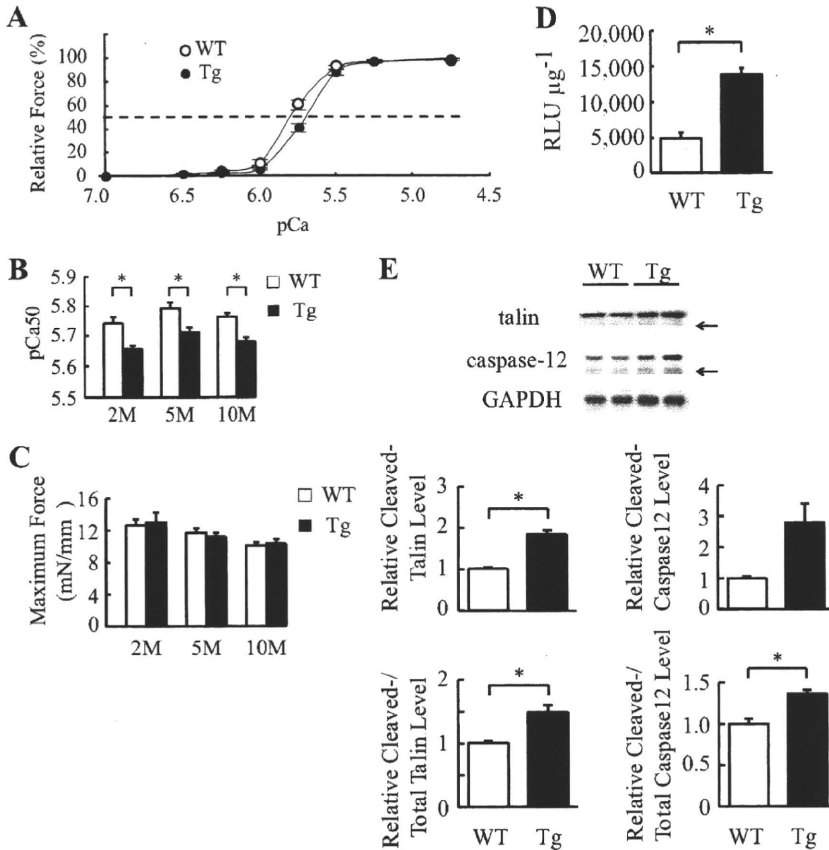 A
Relative Force (%)
100
80
60
40
20
0
7.0 6.5 6.0 5.5 5.0 4.5
pCa
WT
Tg
D
RLU µg-1
20,000
15,000
10,000
5,000
0
*
WT Tg
B
pCa50
5.9
5.8
5.7
5.6
5.5
* * *
2M 5M 10M
WT
Tg
E
WT Tg
talin
caspase-12
GAPDH
C
Maximum Force
(mN/mm )
16
12
8
4
0
2M 5M 10M
WT
Tg
Relative Cleaved-
Talin Level
3
2
1
0
*
Relative Cleaved-
Caspase12 Level
4
3
2
1
0
Relative Cleaved-/
Total Talin Level
2
1
0
*
WT Tg
Relative Cleaved-/
Total Caspase12 Level
1.5
1.0
0.5
0
*
WT Tg